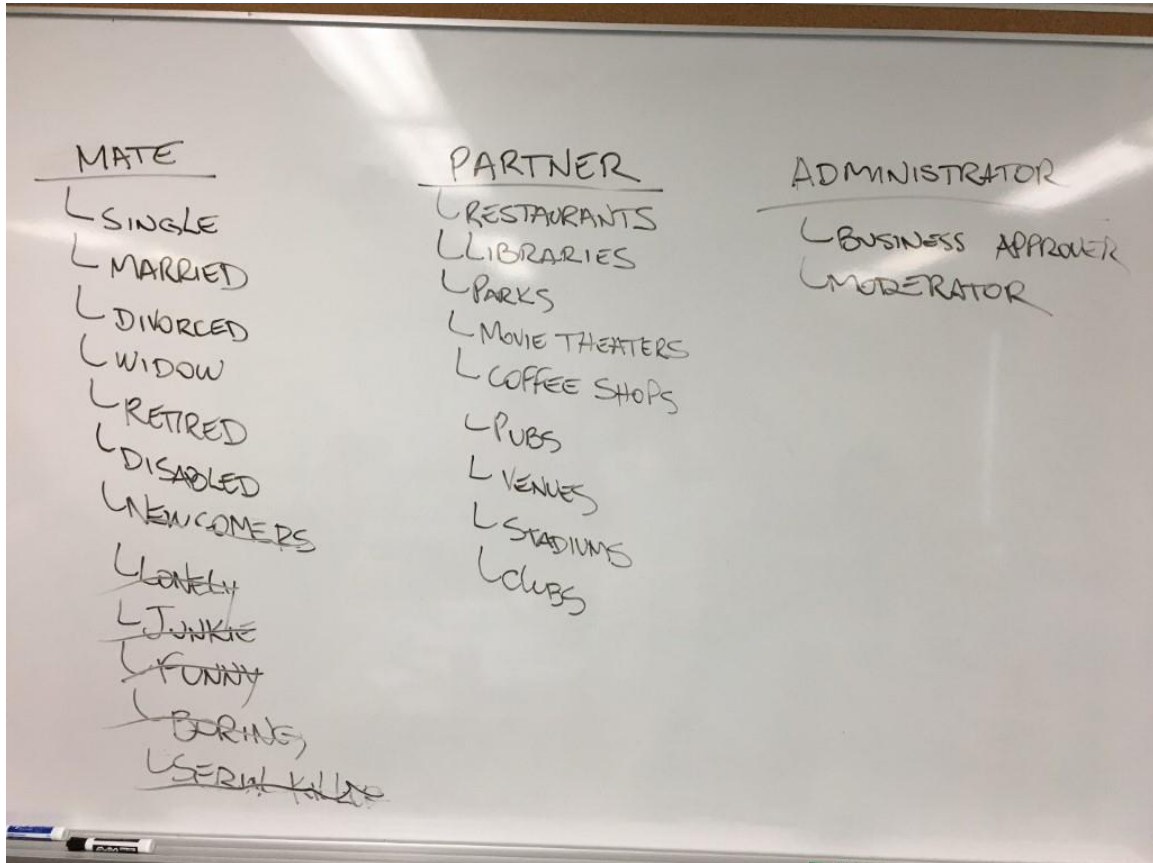 MATE
SINGLE
MARRIED
DIVORCED
WIDOW
RETIRED
DISABLED
NEWCOMERS
LONELY
JUNKIE
FUNNY
BORING
SERIAL KILLER
PARTNER
RESTAURANTS
LIBRARIES
PARKS
MOVIE THEATERS
COFFEE SHOPS
PUBS
VENUES
STADIUMS
CLUBS
ADMINISTRATOR
BUSINESS APPROVER
MODERATOR